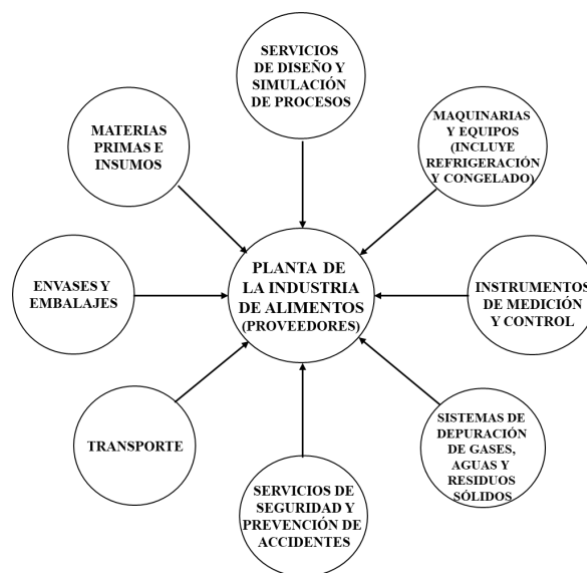 SERVICIOS
DE DISEÑO Y
SIMULACIÓN
DE PROCESOS
MAQUINARIAS
Y EQUIPOS
(INCLUYE
REFRIGERACIÓN
Y CONGELADO)
MATERIAS
PRIMAS E
INSUMOS
PLANTA DE
LA INDUSTRIA
DE ALIMENTOS
(PROVEEDORES)
ENVASES Y
EMBALAJES
INSTRUMENTOS
DE MEDICIÓN
Y CONTROL
TRANSPORTE
SISTEMAS DE
DEPURACIÓN
DE GASES,
AGUAS Y
RESIDUOS
SÓLIDOS
SERVICIOS DE
SEGURIDAD Y
PREVENCIÓN DE
ACCIDENTES